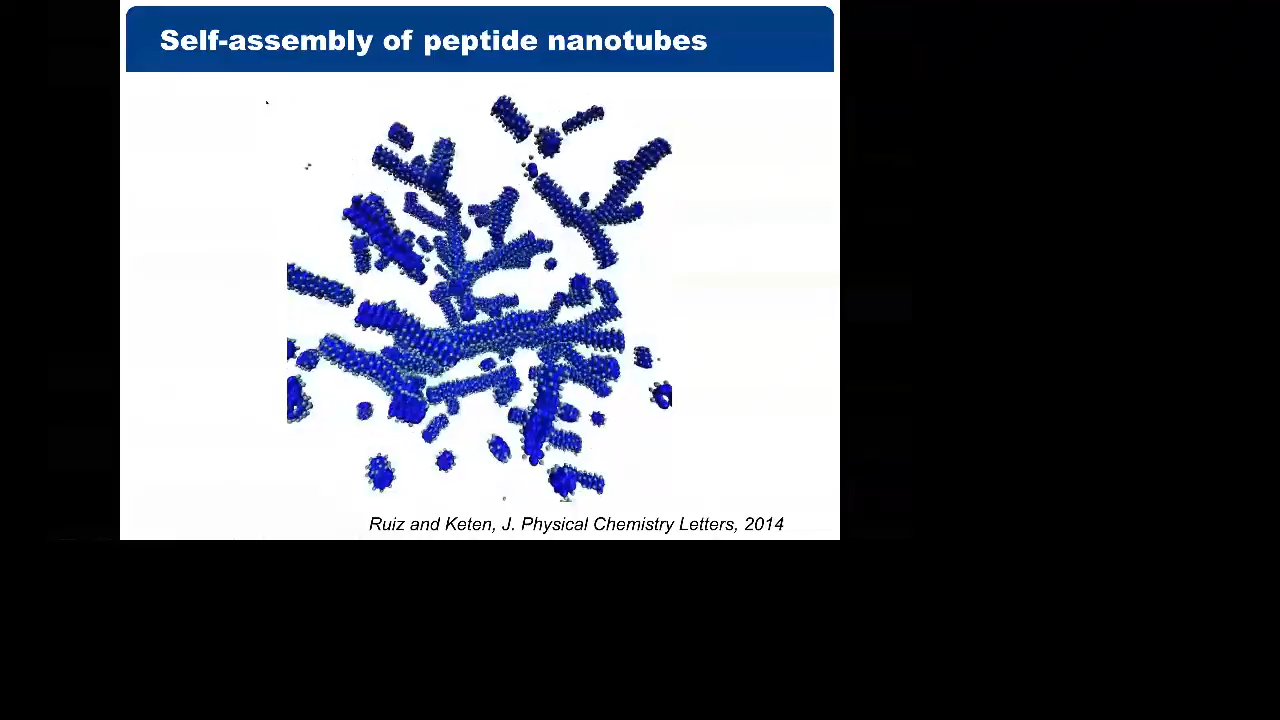 Self-assembly of peptide nanotubes
Ruiz and Keten, J. Physical Chemistry Letters, 2014